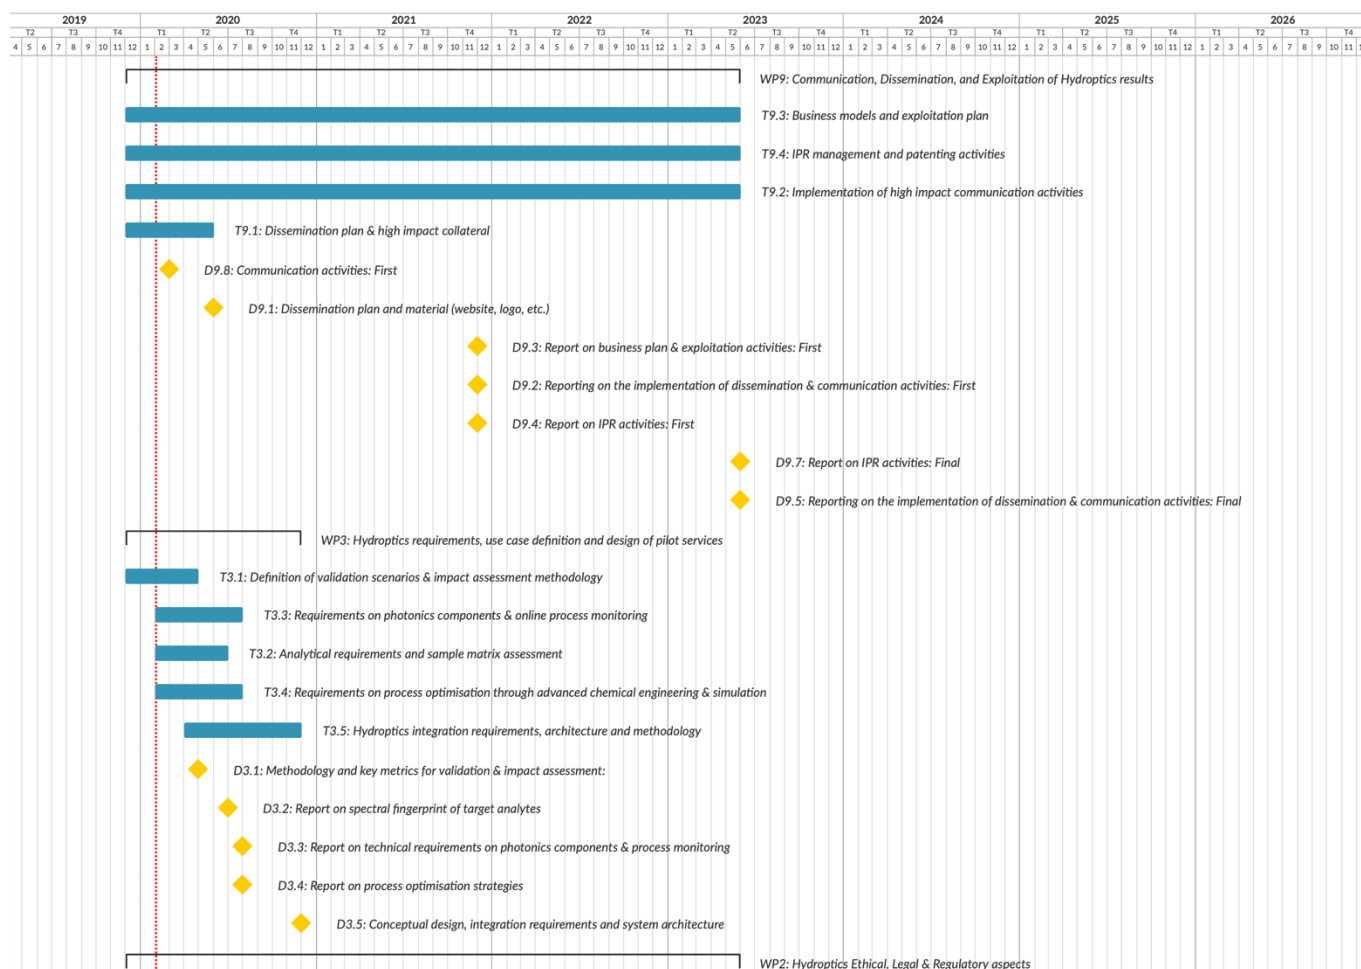 2019 2020 2021 2022 2023 2024 2025 2026
T2 T3 T4 T1 T2 T3 T4 T1 T2 T3 T4 T1 T2 T3 T4 T1 T2 T3 T4 T1 T2 T3 T4 T1 T2 T3 T4 T1 T2 T3 T4
4 5 6 7 8 9 10 11 12 1 2 3 4 5 6 7 8 9 10 11 12 1 2 3 4 5 6 7 8 9 10 11 12 1 2 3 4 5 6 7 8 9 10 11 12 1 2 3 4 5 6 7 8 9 10 11 12 1 2 3 4 5 6 7 8 9 10 11 12 1 2 3 4 5 6 7 8 9 10 11 12 1 2 3 4 5 6 7 8 9 10 11
WP9: Communication, Dissemination, and Exploitation of Hydroptics results
T9.3: Business models and exploitation plan
T9.4: IPR management and patenting activities
T9.2: Implementation of high impact communication activities
T9.1: Dissemination plan & high impact collateral
D9.8: Communication activities: First
D9.1: Dissemination plan and material (website, logo, etc.)
D9.3: Report on business plan & exploitation activities: First
D9.2: Reporting on the implementation of dissemination & communication activities: First
D9.4: Report on IPR activities: First
D9.7: Report on IPR activities: Final
D9.5: Reporting on the implementation of dissemination & communication activities: Final
WP3: Hydroptics requirements, use case definition and design of pilot services
T3.1: Definition of validation scenarios & impact assessment methodology
T3.3: Requirements on photonics components & online process monitoring
T3.2: Analytical requirements and sample matrix assessment
T3.4: Requirements on process optimisation through advanced chemical engineering & simulation
T3.5: Hydroptics integration requirements, architecture and methodology
D3.1: Methodology and key metrics for validation & impact assessment:
D3.2: Report on spectral fingerprint of target analytes
D3.3: Report on technical requirements on photonics components & process monitoring
D3.4: Report on process optimisation strategies
D3.5: Conceptual design, integration requirements and system architecture
WP2: Hydroptics Ethical, Legal & Regulatory aspects